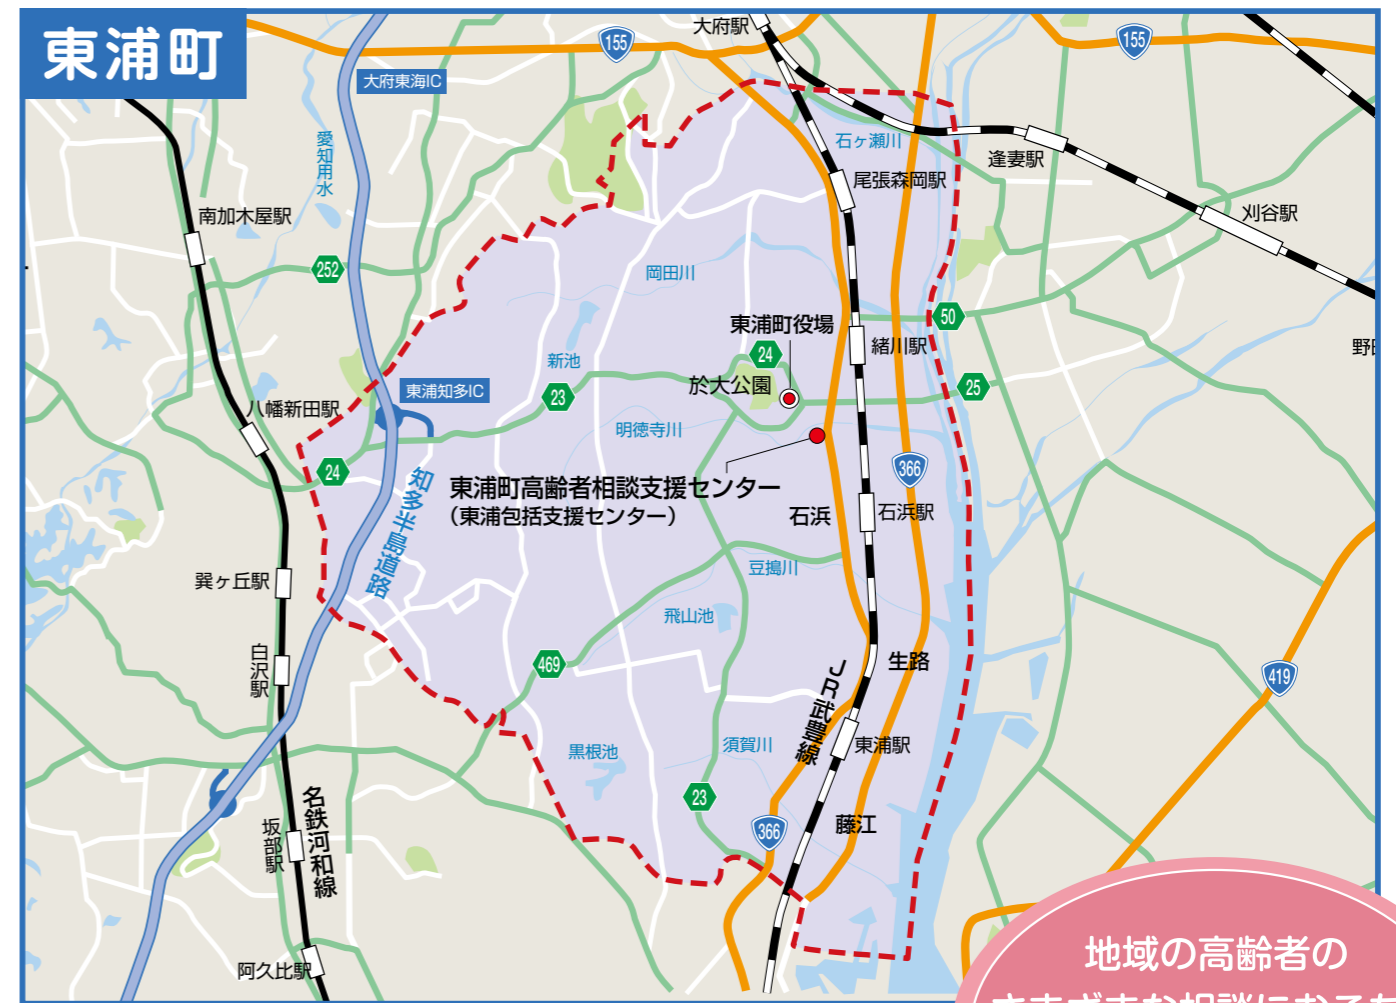 東浦町
大府駅
155
155
大府東海IC
愛知用水
石ヶ瀬川
逢妻駅
尾張森岡駅
刈谷駅
南加木屋駅
252
岡田川
50
東浦町役場
緒川駅
新池
24
於大公園
東浦知多IC
23
25
八幡新田駅
明徳寺川
24
366
知多半島道路
東浦町高齢者相談支援センター
(東浦包括支援センター)
石浜
石浜駅
巽ヶ丘駅
豆搗川
飛山池
白沢駅
469
生路
419
JR武豊線
東浦駅
須賀川
黒根池
23
名鉄河和線
坂部駅
366
藤江
阿久比駅
地域の高齢者の